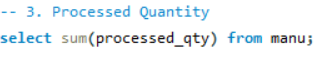 -- 3. Processed Quantity
select sum(processed_qty) from manu;